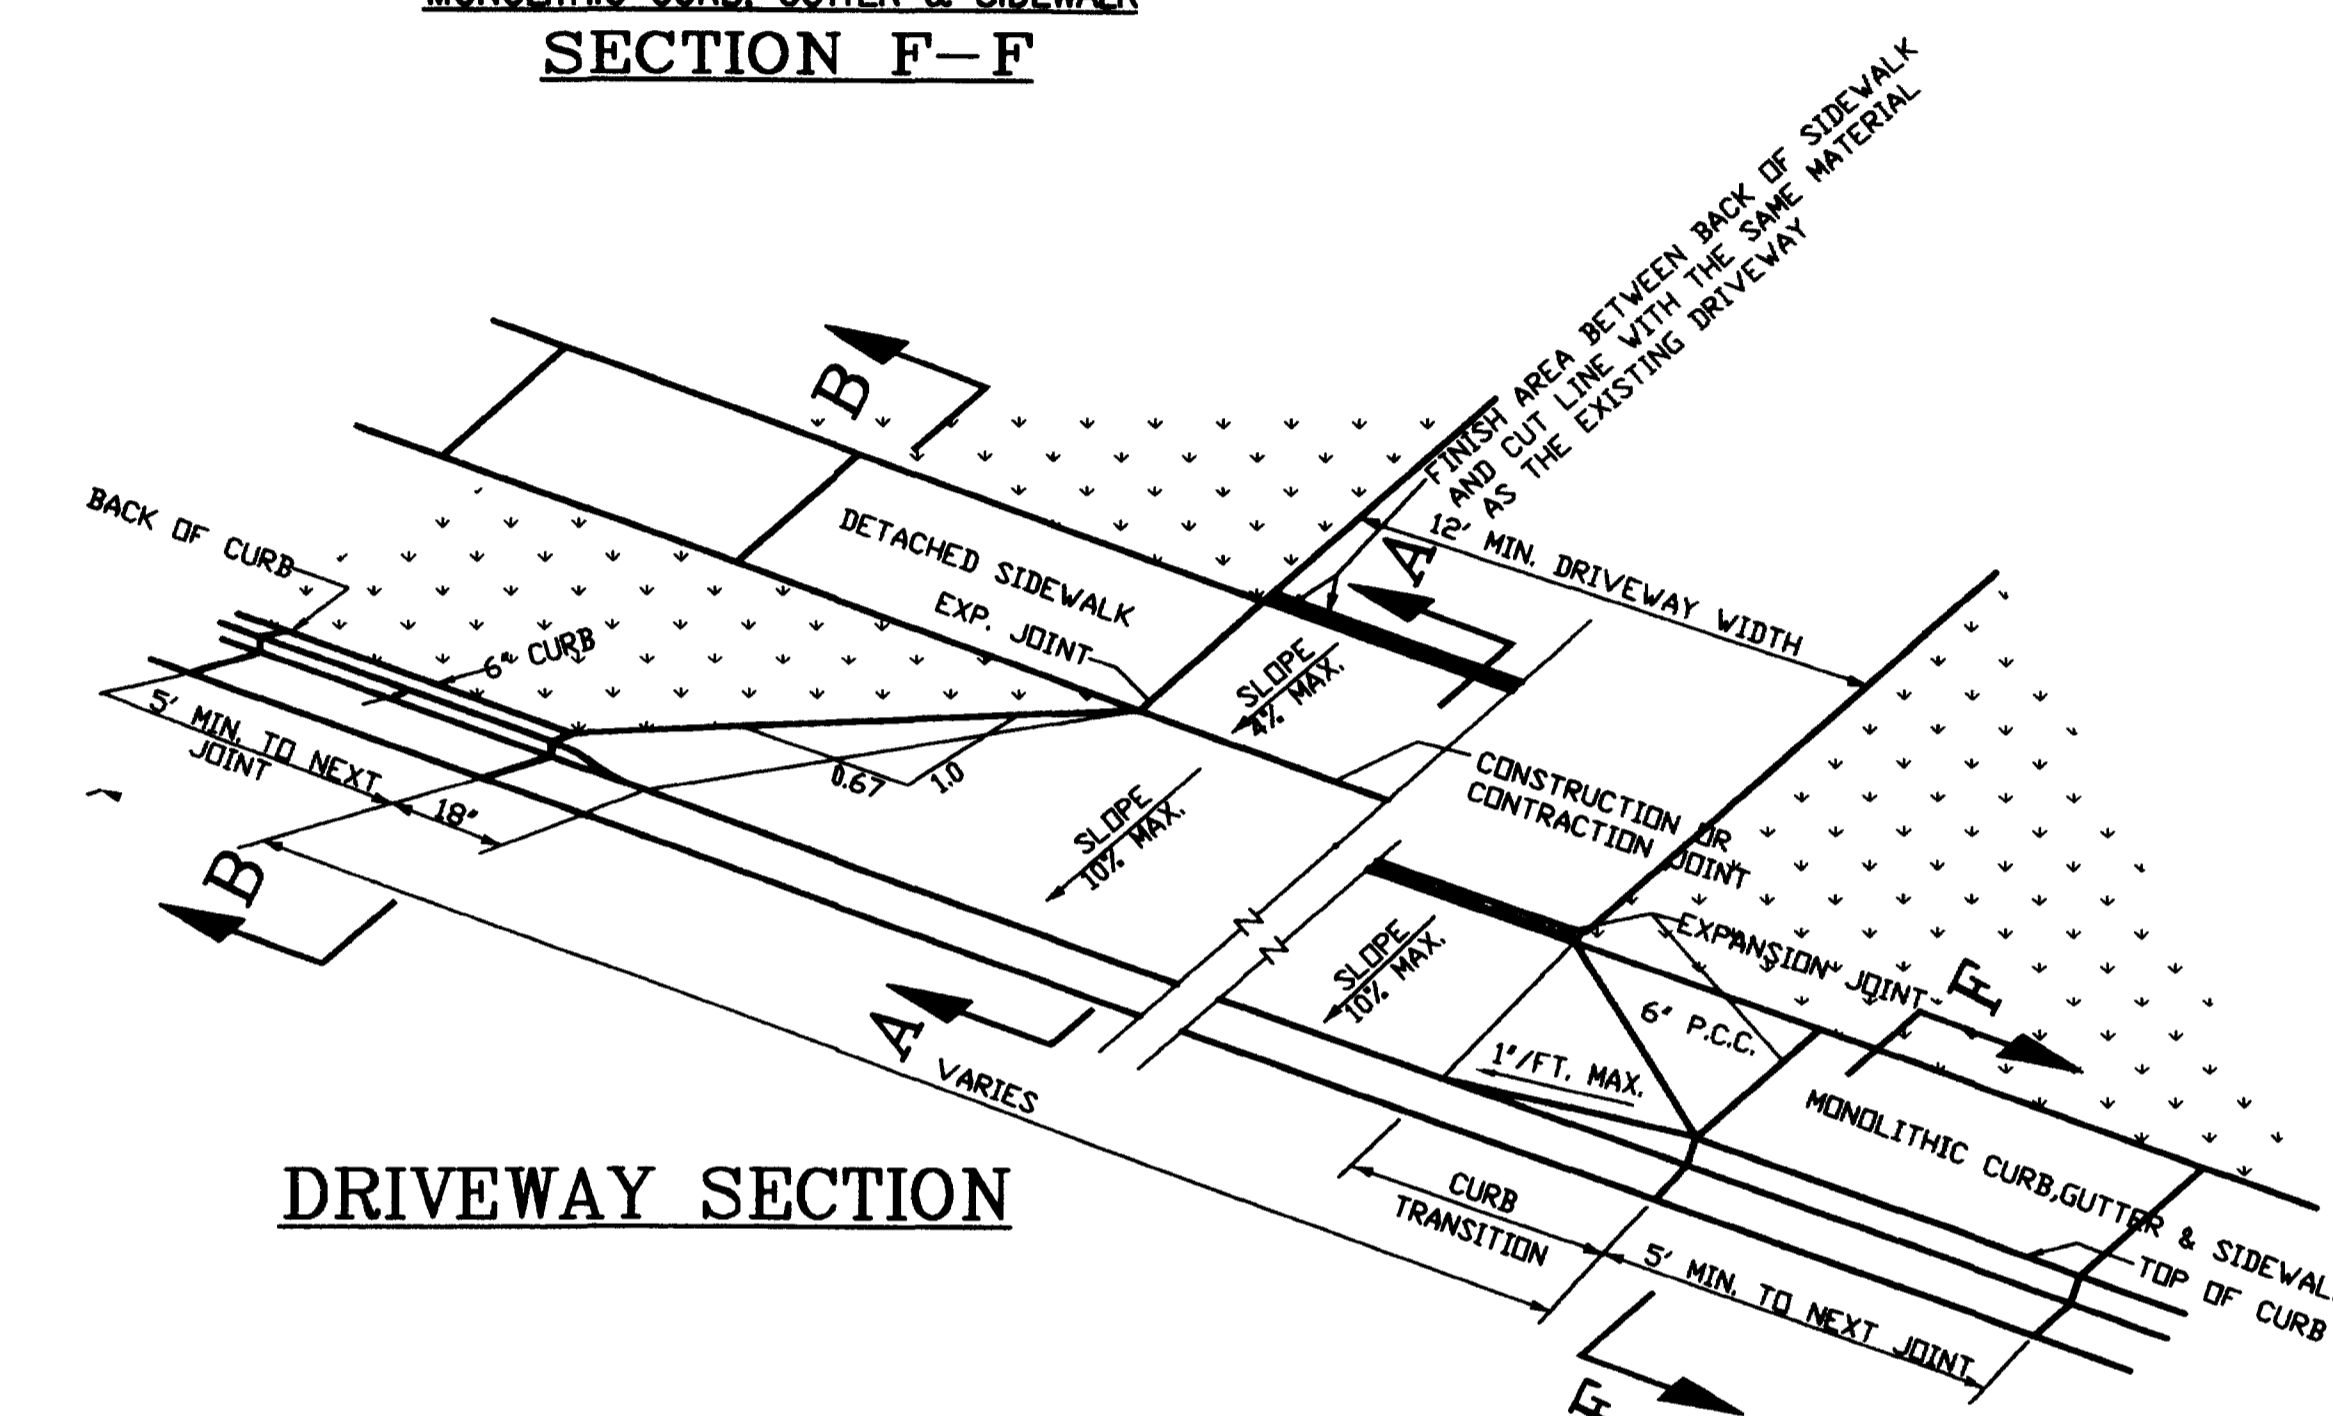 MONOLITHIC CURB, GUTTER & SIDEWALK
SECTION F-F
FINISH AREA BETWEEN BACK OF SIDEWALK
AND CUT LINE WITH THE SAME MATERIAL
AS THE EXISTING DRIVEWAY
B
BACK OF CURB
DETACHED SIDEWALK
EXP. JOINT
A
12' MIN. DRIVEWAY WIDTH
6" CURB
SLOPE
4% MAX.
5' MIN. TO NEXT
JOINT
18"
0.67
1.0
SLOPE
10% MAX.
CONSTRUCTION OR
CONTRACTION JOINT
B
SLOPE
10% MAX.
EXPANSION JOINT
F
6" P.C.C.
A
VARIES
1"/FT. MAX.
MONOLITHIC CURB,GUTTER & SIDEWAL
DRIVEWAY SECTION
CURB
TRANSITION
5' MIN. TO NEXT JOINT
TOP OF CURB
F